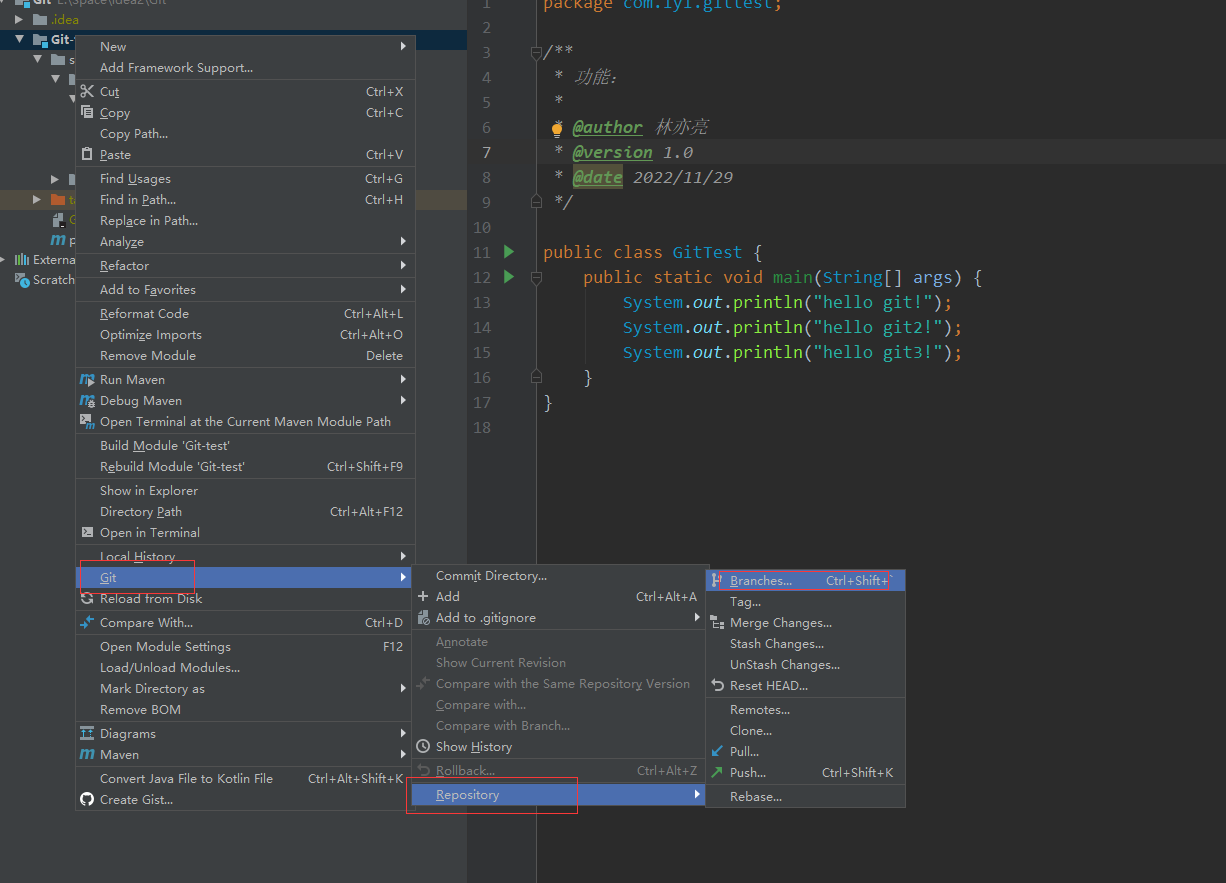 Git E:\Space\idea2\Git
.idea
Git-
s
External
Scratch
New
Add Framework Support...
Cut Ctrl+X
Copy Ctrl+C
Copy Path...
Paste Ctrl+V
Find Usages Ctrl+G
Find in Path... Ctrl+H
Replace in Path...
Analyze
Refactor
Add to Favorites
Reformat Code Ctrl+Alt+L
Optimize Imports Ctrl+Alt+O
Remove Module Delete
Run Maven
Debug Maven
Open Terminal at the Current Maven Module Path
Build Module 'Git-test'
Rebuild Module 'Git-test' Ctrl+Shift+F9
Show in Explorer
Directory Path Ctrl+Alt+F12
Open in Terminal
Local History
Git
Reload from Disk
Compare With... Ctrl+D
Open Module Settings F12
Load/Unload Modules...
Mark Directory as
Remove BOM
Diagrams
Maven
Convert Java File to Kotlin File Ctrl+Alt+Shift+K
Create Gist...
Commit Directory...
Add Ctrl+Alt+A
Add to .gitignore
Annotate
Show Current Revision
Compare with the Same Repository Version
Compare with...
Compare with Branch...
Show History
Rollback... Ctrl+Alt+Z
Repository
Branches... Ctrl+Shift+`
Tag...
Merge Changes...
Stash Changes...
UnStash Changes...
Reset HEAD...
Remotes...
Clone...
Pull...
Push... Ctrl+Shift+K
Rebase...
1 package com.lyl.gittest;
2
3 /**
4 * 功能：
5 *
6 * @author 林亦亮
7 * @version 1.0
8 * @date 2022/11/29
9 */
10
11 public class GitTest {
12 public static void main(String[] args) {
13 System.out.println("hello git!");
14 System.out.println("hello git2!");
15 System.out.println("hello git3!");
16 }
17 }
18